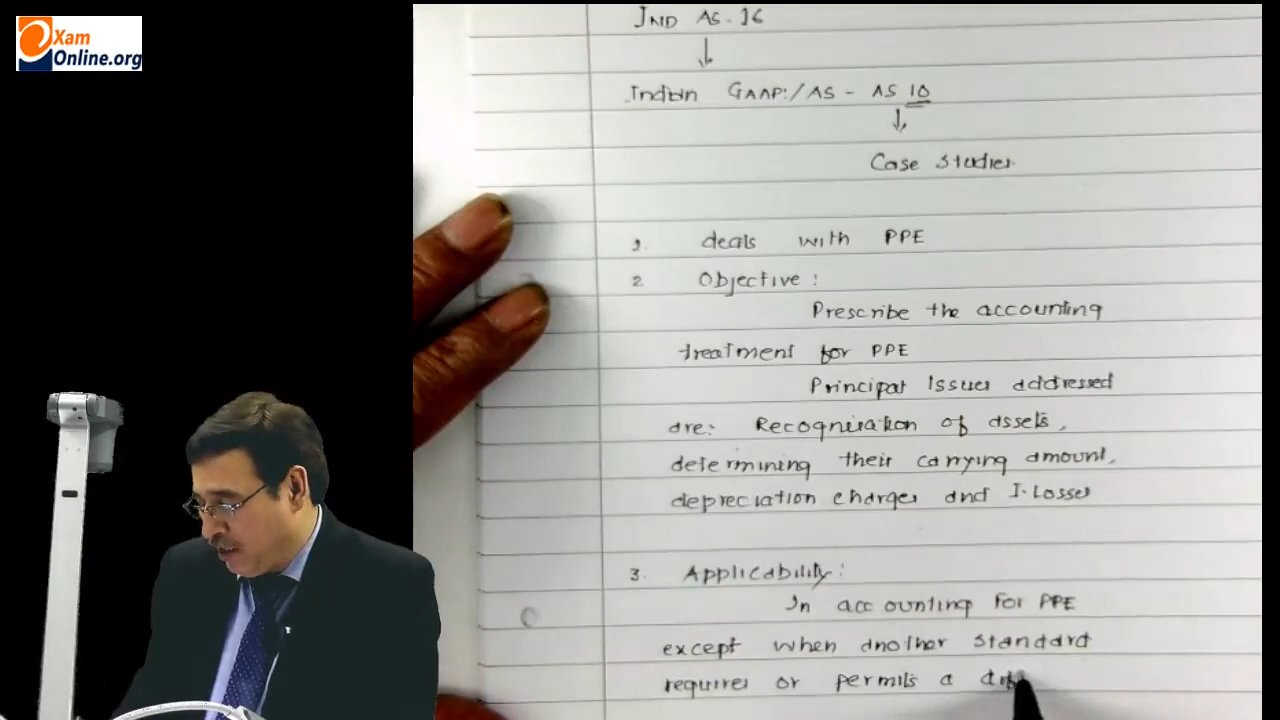 Xam
Online.org
IND AS-16
Indian GAAP:/AS - AS 10
Case Studies
1. deals with PPE
2 Objective:
Prescribe the accounting
treatment for PPE
Principal Issues addressed
are: Recognisation of assets,
determining their carrying amount,
depreciation charges and I.Losses
3. Applicability:
In accounting for PPE
except when another standard
requires or permits a